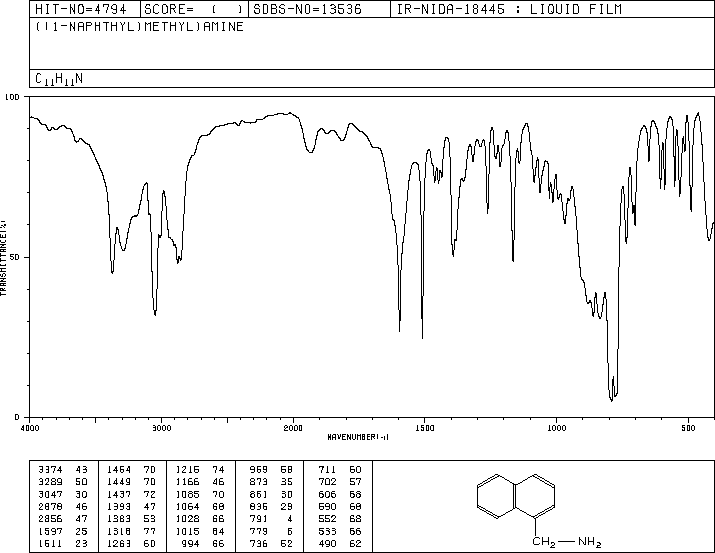 HIT-NO=4794 SCORE= ( ) SDBS-NO=13536 IR-NIDA-18445 : LIQUID FILM
((1-NAPHTHYL)METHYL)AMINE
C11H11N
100
TRANSMITTANCE(%)
50
0
4000 3000 2000 1500 1000 500
WAVENUMBER(-1)
3374 43 1464 70 1216 74 969 58 711 60
3289 50 1449 70 1166 46 873 35 702 57
3047 30 1437 72 1085 70 861 30 606 68
2878 46 1393 47 1064 68 836 29 590 68
2856 47 1383 53 1028 66 791 4 552 68
1597 25 1318 77 1015 64 779 6 533 66
1511 23 1263 60 994 66 736 52 490 62
CH2—NH2